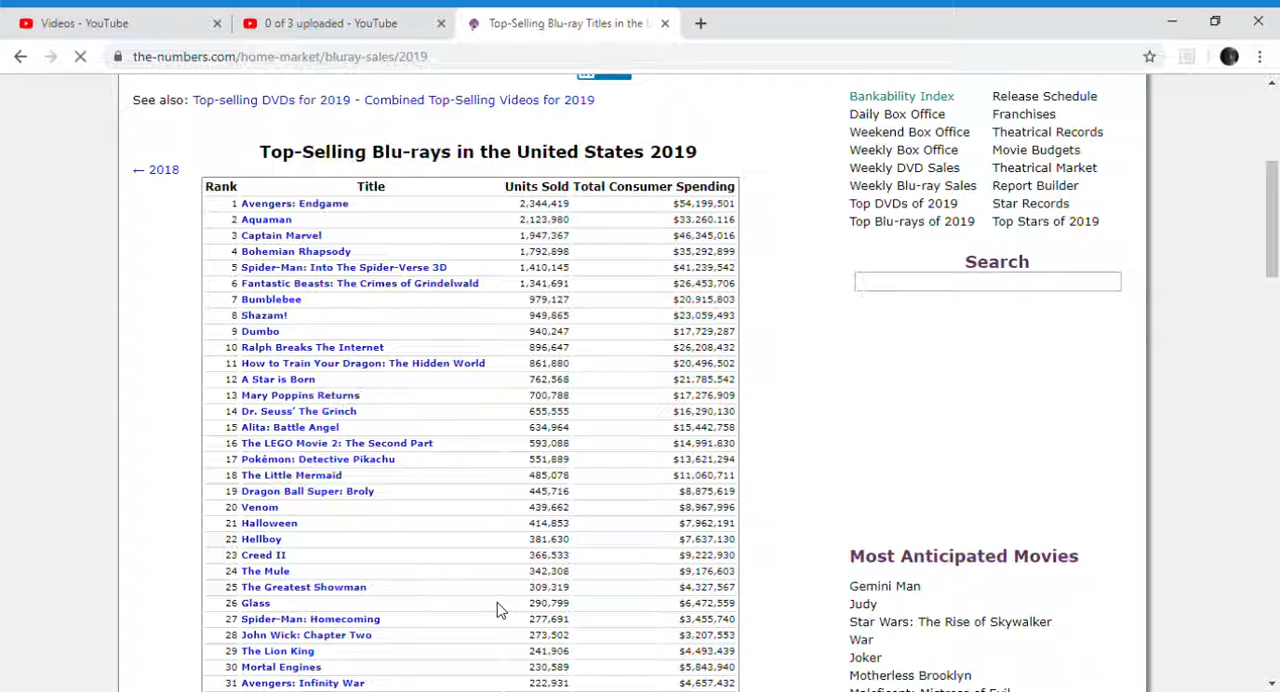 Videos - YouTube
0 of 3 uploaded - YouTube
Top-Selling Blu-ray Titles in the
the-numbers.com/home-market/bluray-sales/2019
See also: Top-selling DVDs for 2019 - Combined Top-Selling Videos for 2019
Top-Selling Blu-rays in the United States 2019
← 2018
Rank Title Units Sold Total Consumer Spending
1 Avengers: Endgame 2,344,419 $54,199,501
2 Aquaman 2,123,980 $33,260,116
3 Captain Marvel 1,947,367 $46,345,016
4 Bohemian Rhapsody 1,792,898 $35,292,899
5 Spider-Man: Into The Spider-Verse 3D 1,410,145 $41,239,542
6 Fantastic Beasts: The Crimes of Grindelwald 1,341,691 $26,453,706
7 Bumblebee 979,127 $20,915,803
8 Shazam! 949,865 $23,059,493
9 Dumbo 940,247 $17,729,287
10 Ralph Breaks The Internet 896,647 $26,208,432
11 How to Train Your Dragon: The Hidden World 861,880 $20,496,502
12 A Star is Born 762,568 $21,785,542
13 Mary Poppins Returns 700,788 $17,276,909
14 Dr. Seuss' The Grinch 655,555 $16,290,130
15 Alita: Battle Angel 634,964 $15,442,758
16 The LEGO Movie 2: The Second Part 593,088 $14,991,830
17 Pokémon: Detective Pikachu 551,889 $13,621,294
18 The Little Mermaid 485,078 $11,060,711
19 Dragon Ball Super: Broly 445,716 $8,875,619
20 Venom 439,662 $8,967,996
21 Halloween 414,853 $7,962,191
22 Hellboy 381,630 $7,637,130
23 Creed II 366,533 $9,222,930
24 The Mule 342,308 $9,176,603
25 The Greatest Showman 309,319 $4,327,567
26 Glass 290,799 $6,472,559
27 Spider-Man: Homecoming 277,691 $3,455,740
28 John Wick: Chapter Two 273,502 $3,207,553
29 The Lion King 241,906 $4,493,439
30 Mortal Engines 230,589 $5,843,940
31 Avengers: Infinity War 222,931 $4,657,432
Bankability Index Release Schedule
Daily Box Office Franchises
Weekend Box Office Theatrical Records
Weekly Box Office Movie Budgets
Weekly DVD Sales Theatrical Market
Weekly Blu-ray Sales Report Builder
Top DVDs of 2019 Star Records
Top Blu-rays of 2019 Top Stars of 2019
Search
Most Anticipated Movies
Gemini Man
Judy
Star Wars: The Rise of Skywalker
War
Joker
Motherless Brooklyn